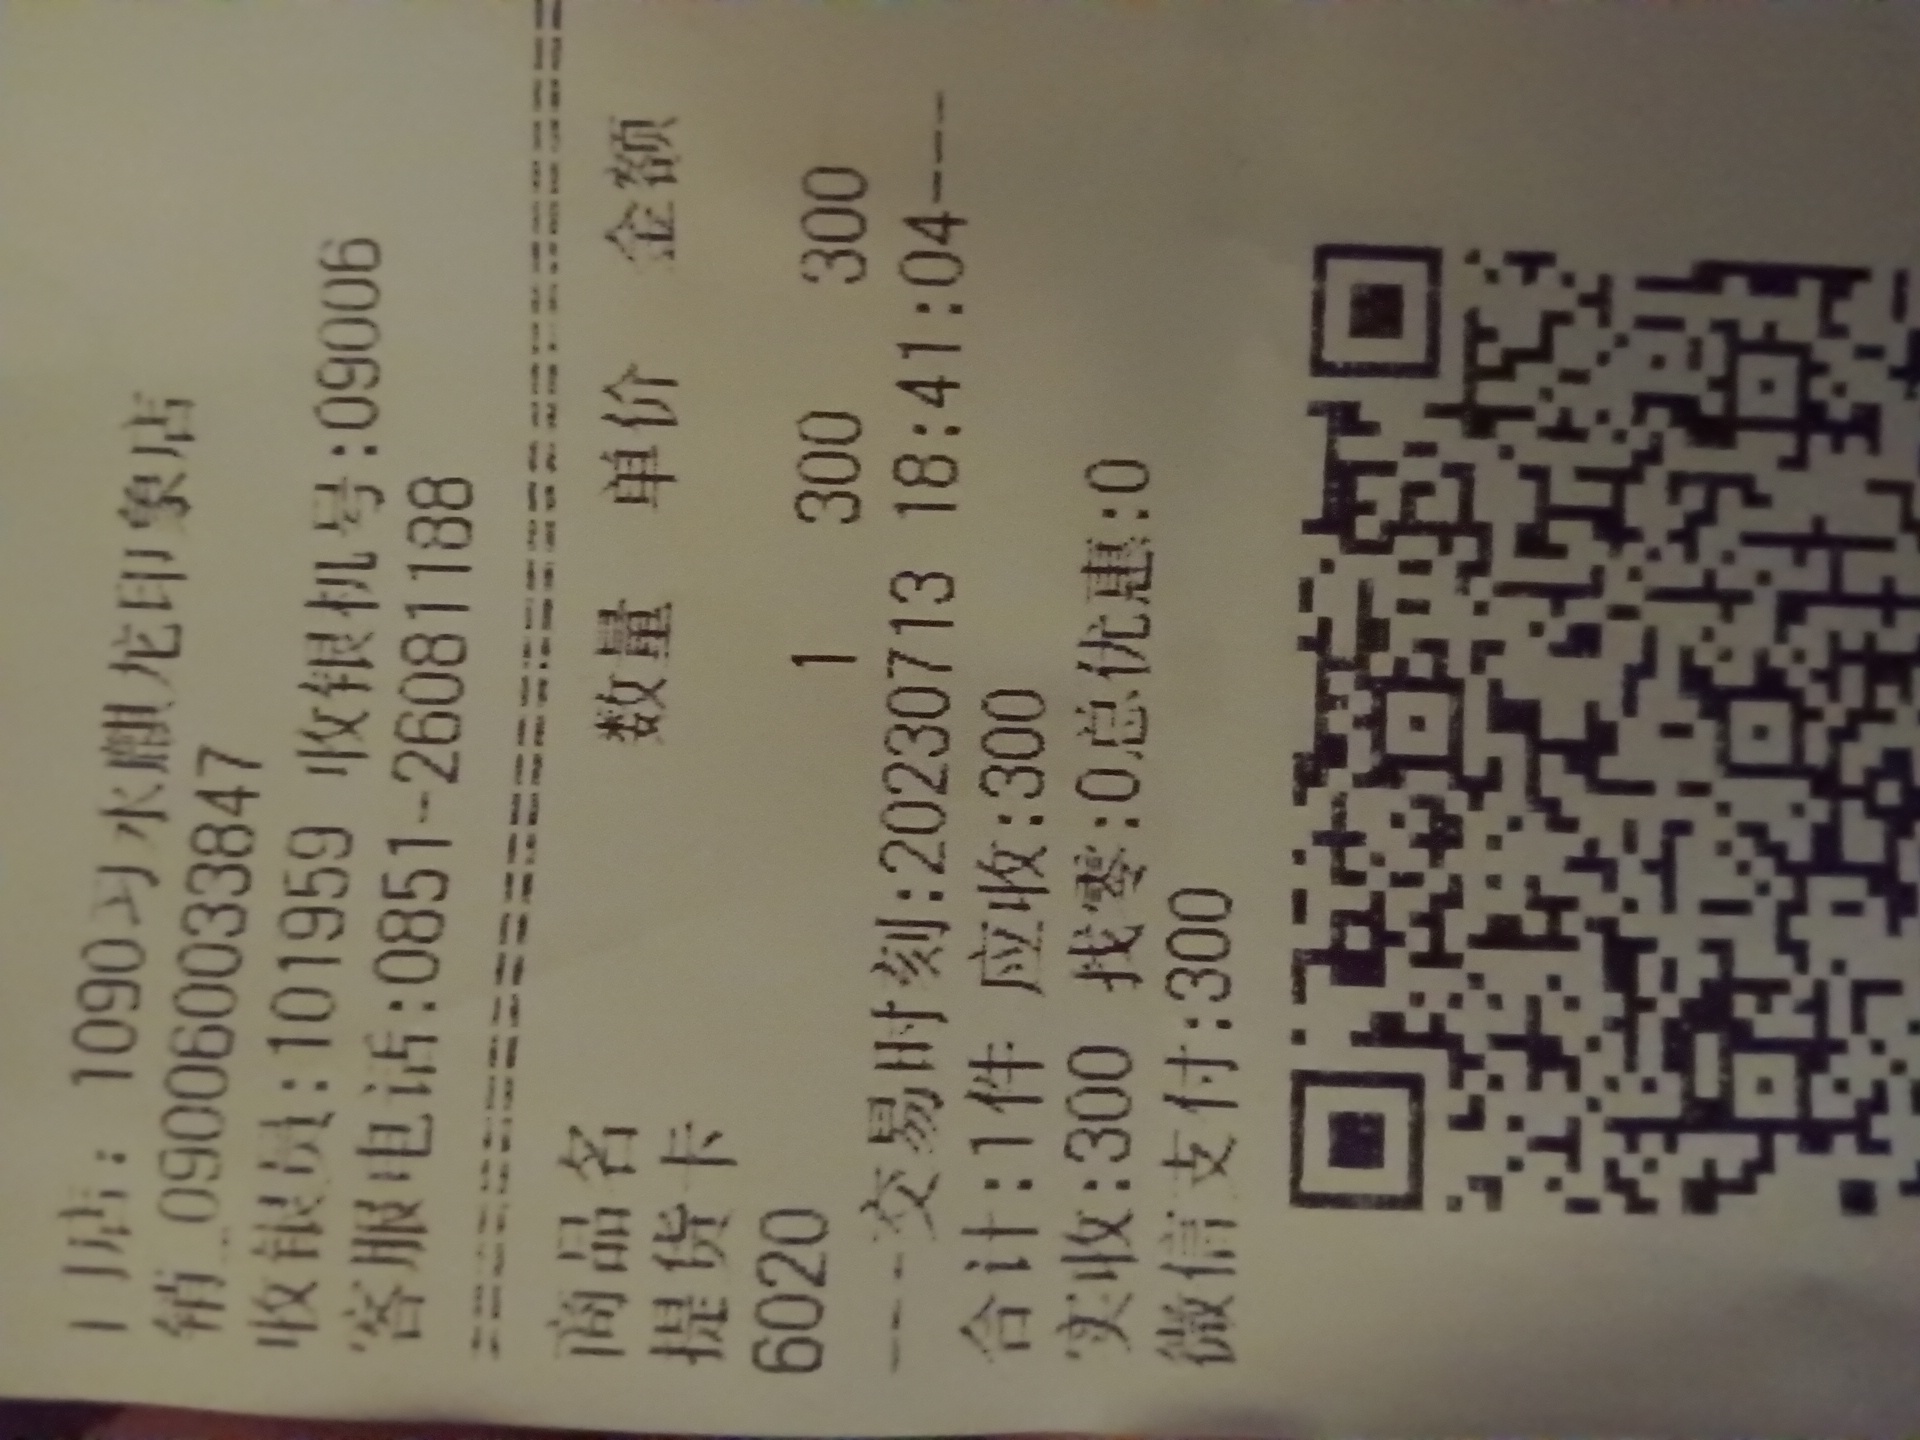 门店: 1090习水麒龙印象店
销_090060033847
收银员:101959 收银机号:09006
客服电话:0851-26081188
================================
商品名 数量 单价 金额
提货卡
6020 1 300 300
---交易时刻:20230713 18:41:04---
合计:1件 应收:300
实收:300 找零:0总优惠:0
微信支付:300